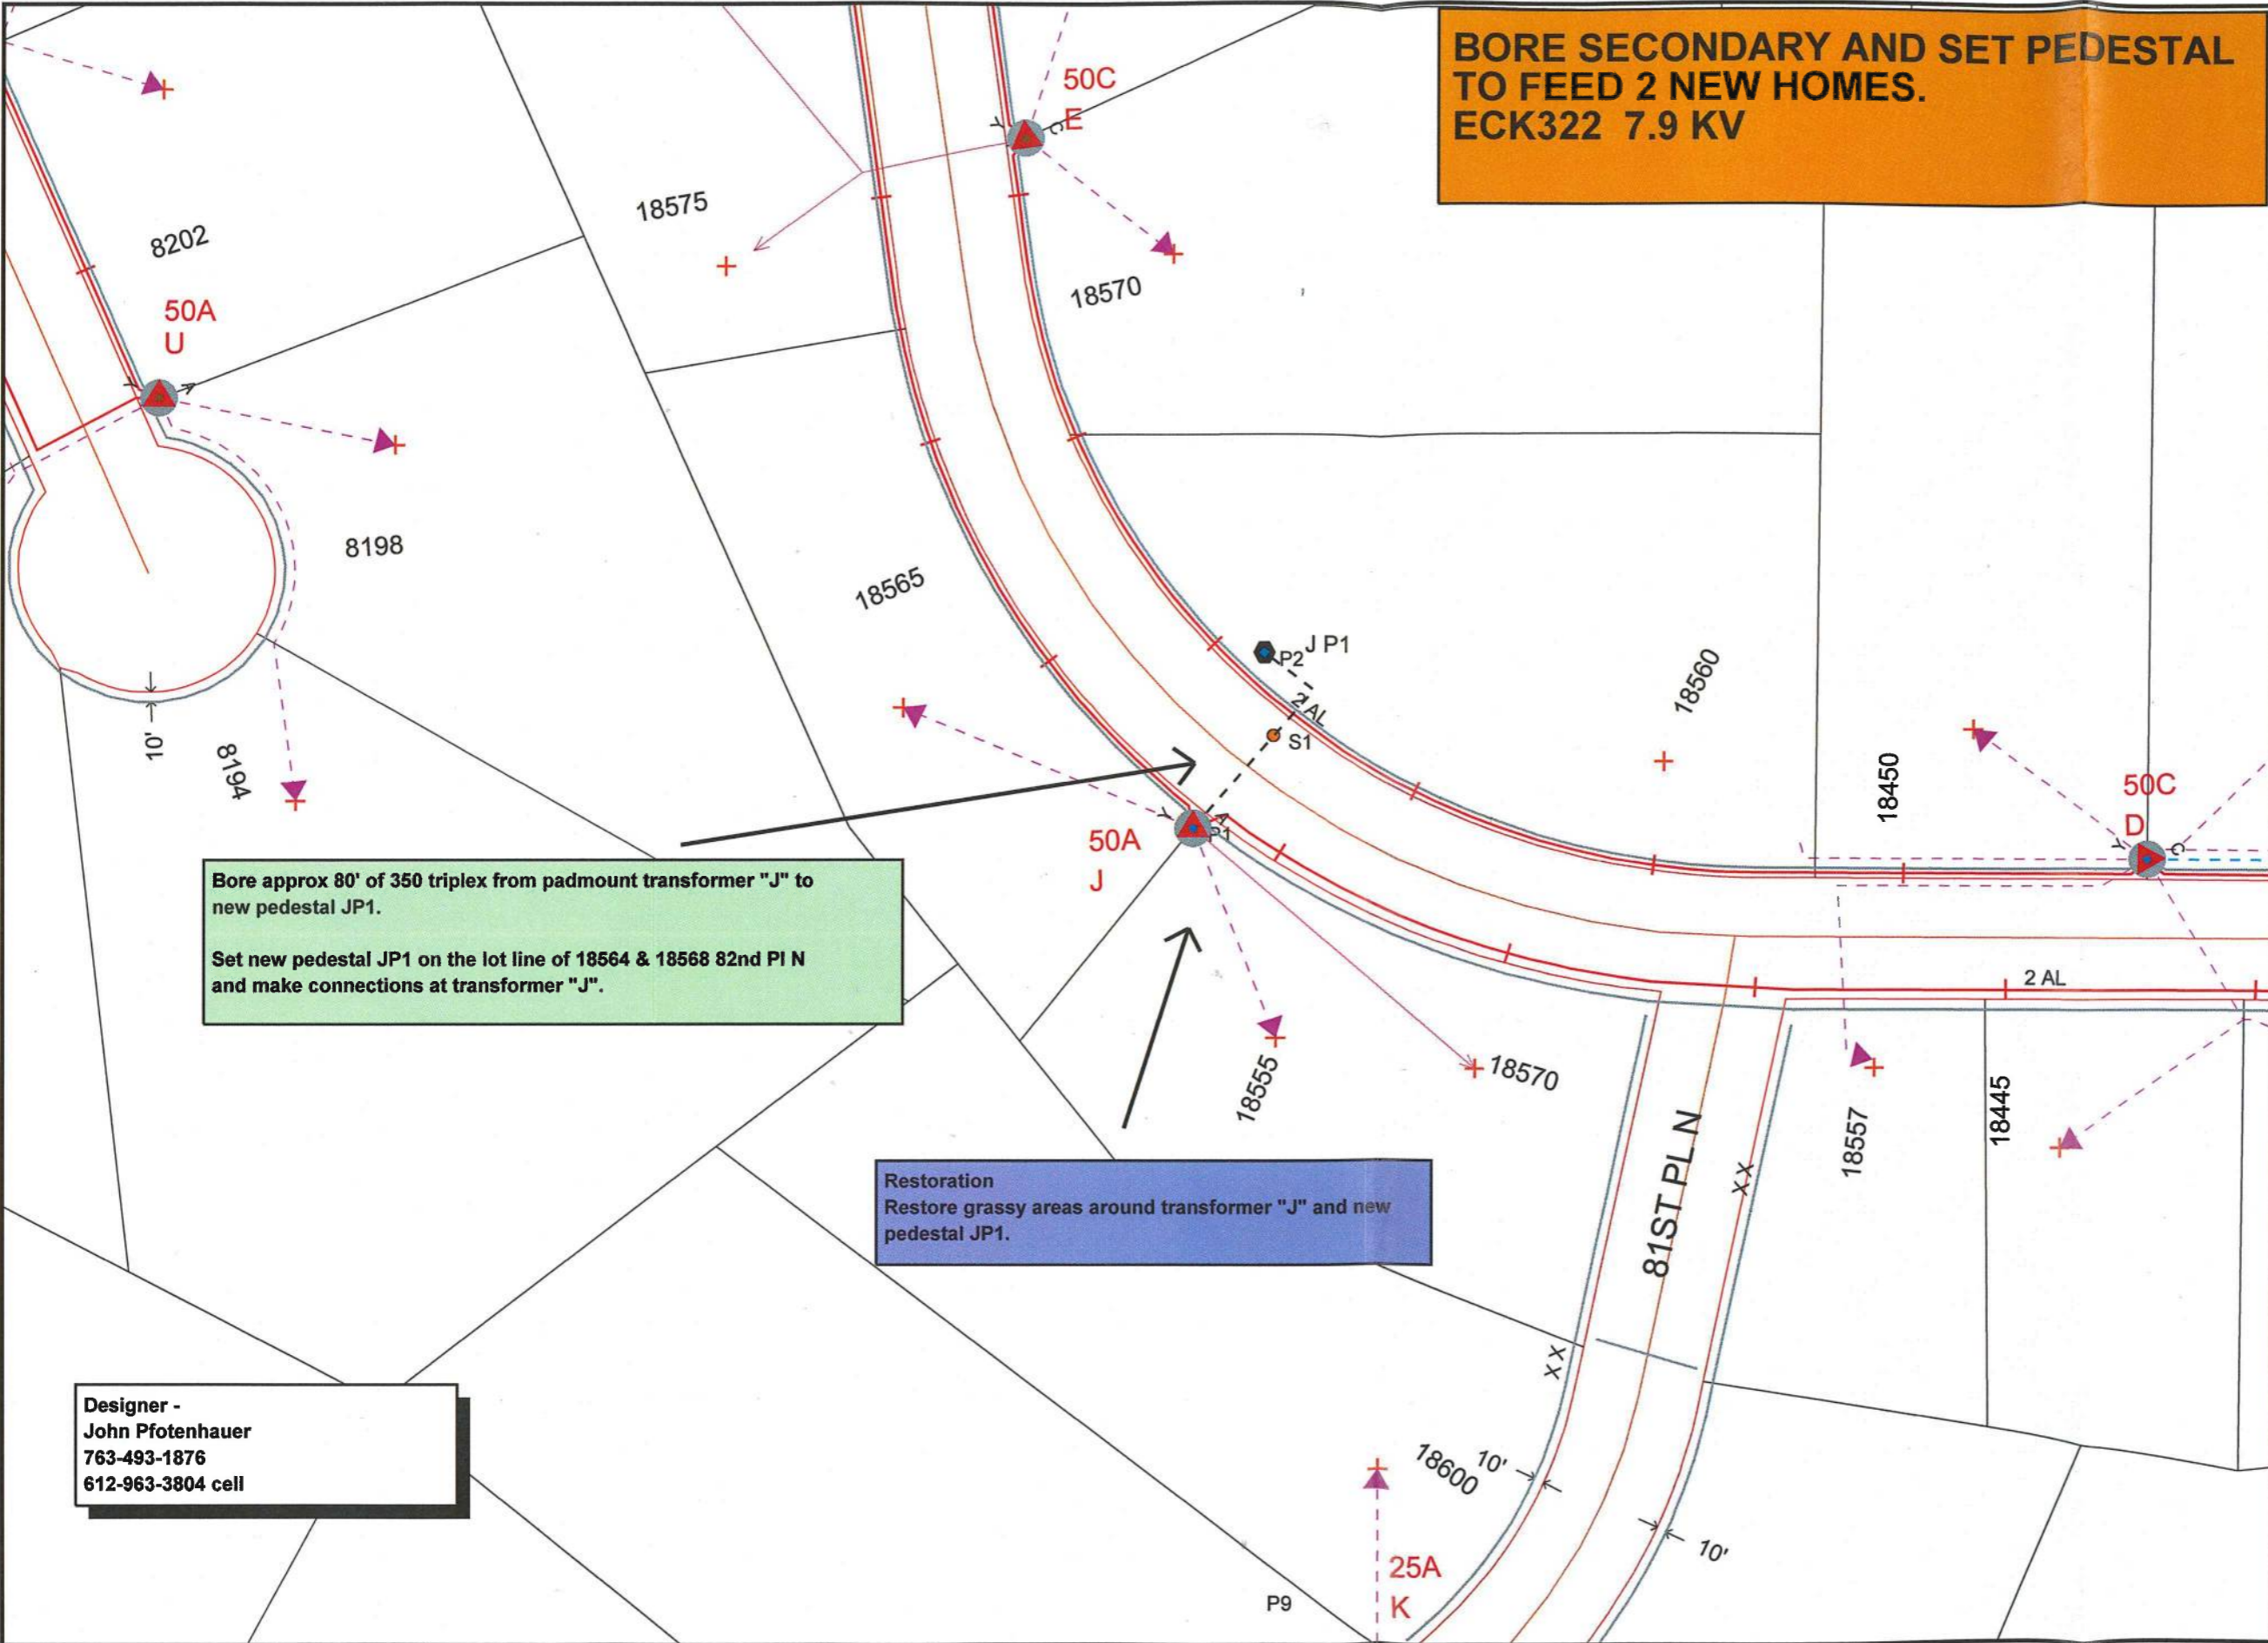 BORE SECONDARY AND SET PEDESTAL
TO FEED 2 NEW HOMES.
ECK322 7.9 KV
50C
E
Y
C
18575
8202
18570
50A
U
Y
A
8198
18565
J P1
P2
2 AL
S1
18560
10'
8194
18450
50C
D
Y
C
50A
J
Y
A
P1
Bore approx 80' of 350 triplex from padmount transformer "J" to
new pedestal JP1.
Set new pedestal JP1 on the lot line of 18564 & 18568 82nd Pl N
and make connections at transformer "J".
2 AL
18555
18570
18445
18557
81ST PL N
XX
XX
Restoration
Restore grassy areas around transformer "J" and new
pedestal JP1.
Designer -
John Pfotenhauer
763-493-1876
612-963-3804 cell
18600
10'
10'
25A
K
P9